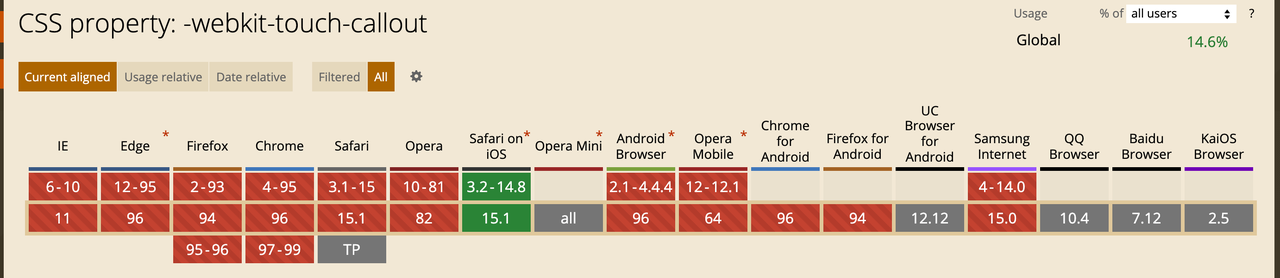 CSS property: -webkit-touch-callout
Usage % of all users ?
Global 14.6%
Current aligned Usage relative Date relative Filtered All
IE Edge * Firefox Chrome Safari Opera Safari on iOS * Opera Mini * Android Browser * Opera Mobile * Chrome for Android Firefox for Android UC Browser for Android Samsung Internet QQ Browser Baidu Browser KaiOS Browser
6-10 12-95 2-93 4-95 3.1-15 10-81 3.2-14.8 2.1-4.4.4 12-12.1 4-14.0
11 96 94 96 15.1 82 15.1 all 96 64 96 94 12.12 15.0 10.4 7.12 2.5
95-96 97-99 TP